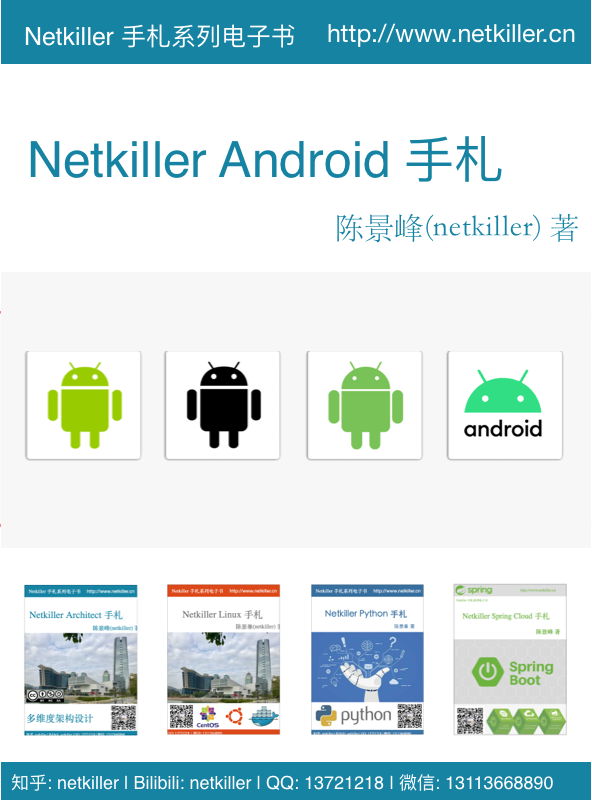 Netkiller 手札系列电子书 http://www.netkiller.cn
Netkiller Android 手札
陈景峰(netkiller) 著
android
Netkiller 手札系列电子书 http://www.netkiller.cn
Netkiller Architect 手札
陈景峰(netkiller)
多维度架构设计
Netkiller 手札系列电子书 http://www.netkiller.cn
Netkiller Linux 手札
陈景峰(netkiller)
CentOS
docker
Netkiller 手札系列电子书 http://www.netkiller.cn
Netkiller Python 手札
陈景峰 著
python
spring
Netkiller Spring Cloud 手札
陈景峰 著
Spring
Boot
知乎: netkiller | Bilibili: netkiller | QQ: 13721218 | 微信: 13113668890